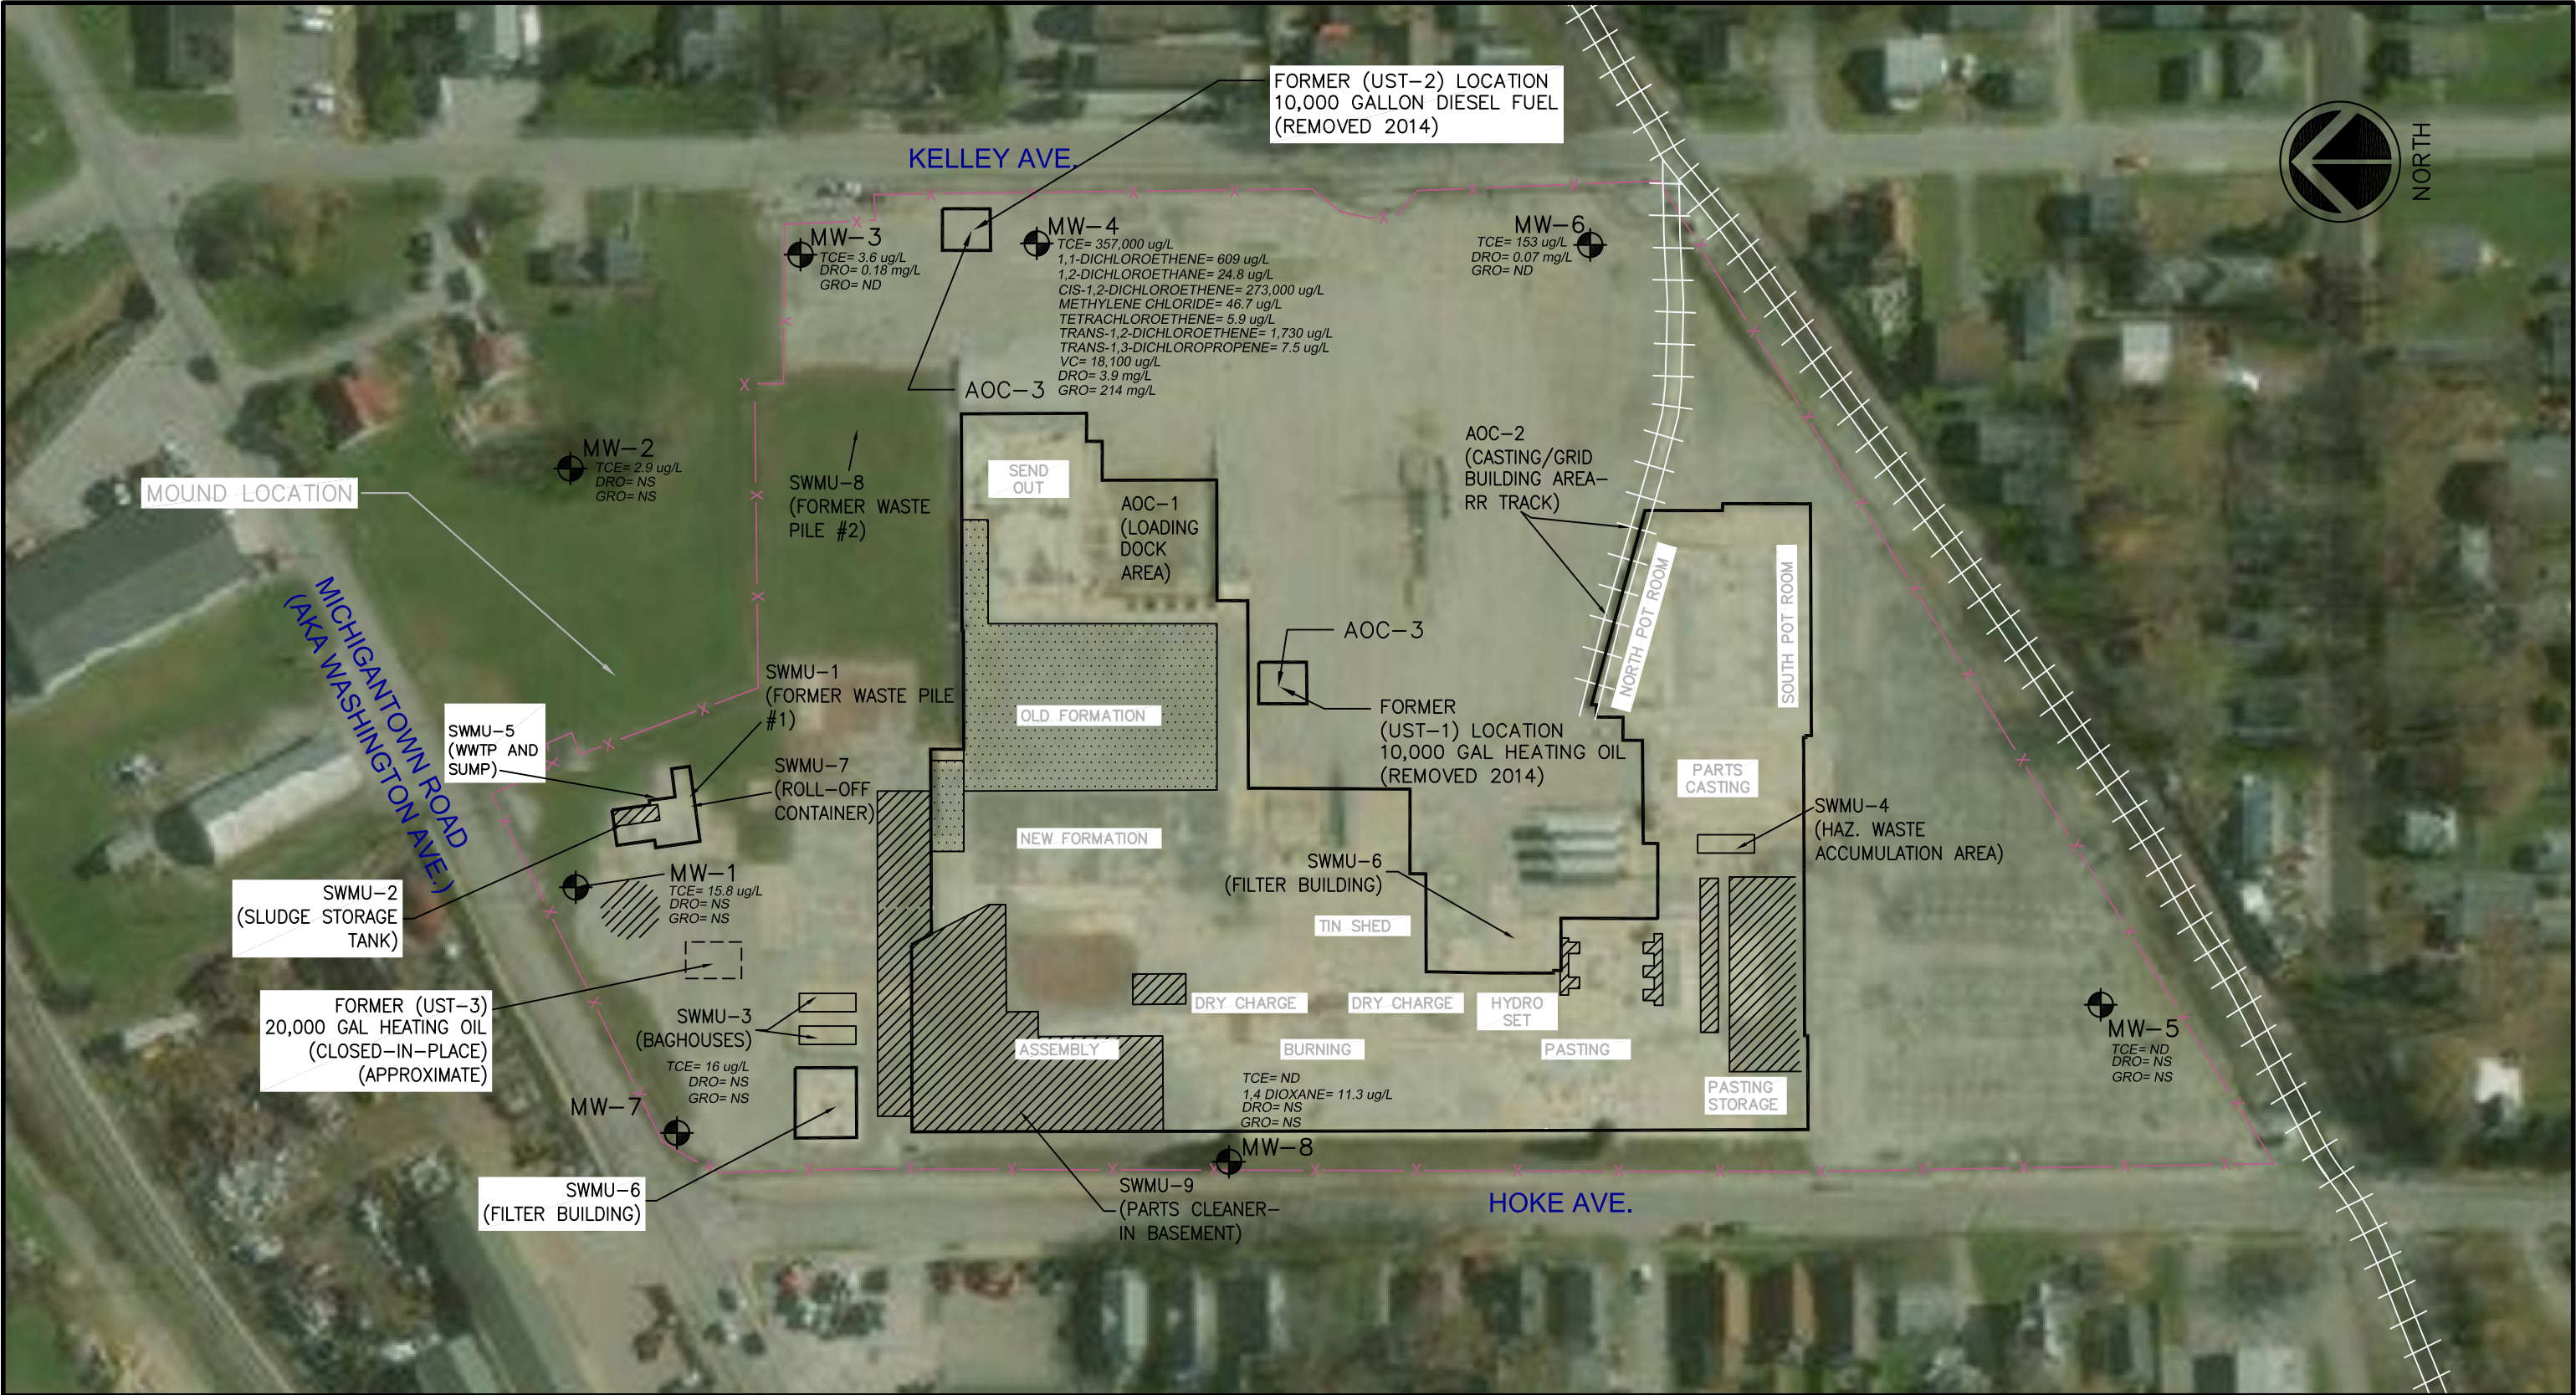 FORMER (UST-2) LOCATION
10,000 GALLON DIESEL FUEL
(REMOVED 2014)
NORTH
KELLEY AVE.
MW-3
TCE= 3.6 ug/L
DRO= 0.18 mg/L
GRO= ND
MW-4
TCE= 357,000 ug/L
1,1-DICHLOROETHENE= 609 ug/L
1,2-DICHLOROETHANE= 24.8 ug/L
CIS-1,2-DICHLOROETHENE= 273,000 ug/L
METHYLENE CHLORIDE= 46.7 ug/L
TETRACHLOROETHENE= 5.9 ug/L
TRANS-1,2-DICHLOROETHENE= 1,730 ug/L
TRANS-1,3-DICHLOROPROPENE= 7.5 ug/L
VC= 18,100 ug/L
DRO= 3.9 mg/L
GRO= 214 mg/L
AOC-3
MW-6
TCE= 153 ug/L
DRO= 0.07 mg/L
GRO= ND
MW-2
TCE= 2.9 ug/L
DRO= NS
GRO= NS
MOUND LOCATION
SWMU-8
(FORMER WASTE
PILE #2)
SEND
OUT
AOC-1
(LOADING
DOCK
AREA)
AOC-2
(CASTING/GRID
BUILDING AREA-
RR TRACK)
NORTH POT ROOM
SOUTH POT ROOM
AOC-3
FORMER
(UST-1) LOCATION
10,000 GAL HEATING OIL
(REMOVED 2014)
MICHIGANTOWN ROAD
(AKA WASHINGTON AVE.)
SWMU-1
(FORMER WASTE PILE
#1)
SWMU-5
(WWTP AND
SUMP)
SWMU-7
(ROLL-OFF
CONTAINER)
OLD FORMATION
NEW FORMATION
PARTS
CASTING
SWMU-4
(HAZ. WASTE
ACCUMULATION AREA)
SWMU-6
(FILTER BUILDING)
TIN SHED
MW-1
TCE= 15.8 ug/L
DRO= NS
GRO= NS
SWMU-2
(SLUDGE STORAGE
TANK)
FORMER (UST-3)
20,000 GAL HEATING OIL
(CLOSED-IN-PLACE)
(APPROXIMATE)
SWMU-3
(BAGHOUSES)
DRY CHARGE
DRY CHARGE
HYDRO
SET
ASSEMBLY
BURNING
PASTING
PASTING
STORAGE
MW-5
TCE= ND
DRO= NS
GRO= NS
TCE= 16 ug/L
DRO= NS
GRO= NS
MW-7
TCE= ND
1,4 DIOXANE= 11.3 ug/L
DRO= NS
GRO= NS
MW-8
SWMU-6
(FILTER BUILDING)
SWMU-9
(PARTS CLEANER-
IN BASEMENT)
HOKE AVE.